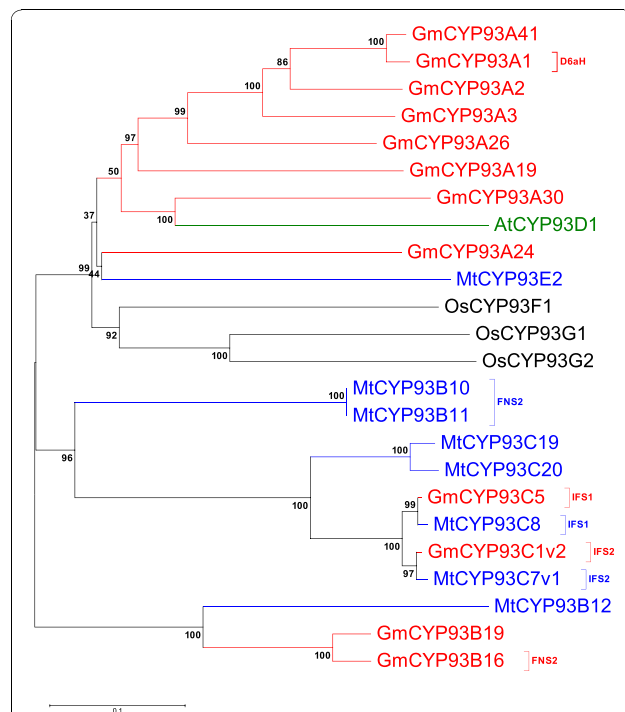 GmCYP93A41
100
GmCYP93A1 D6aH
86
GmCYP93A2
100
GmCYP93A3
99
GmCYP93A26
97
GmCYP93A19
50
GmCYP93A30
100
AtCYP93D1
37
GmCYP93A24
99
44
MtCYP93E2
OsCYP93F1
92
OsCYP93G1
100
OsCYP93G2
MtCYP93B10
100
FNS2
MtCYP93B11
MtCYP93C19
100
96
MtCYP93C20
GmCYP93C5 IFS1
99
100
MtCYP93C8 IFS1
100
GmCYP93C1v2 IFS2
97
MtCYP93C7v1 IFS2
MtCYP93B12
100
GmCYP93B19
100
GmCYP93B16 FNS2
0.1